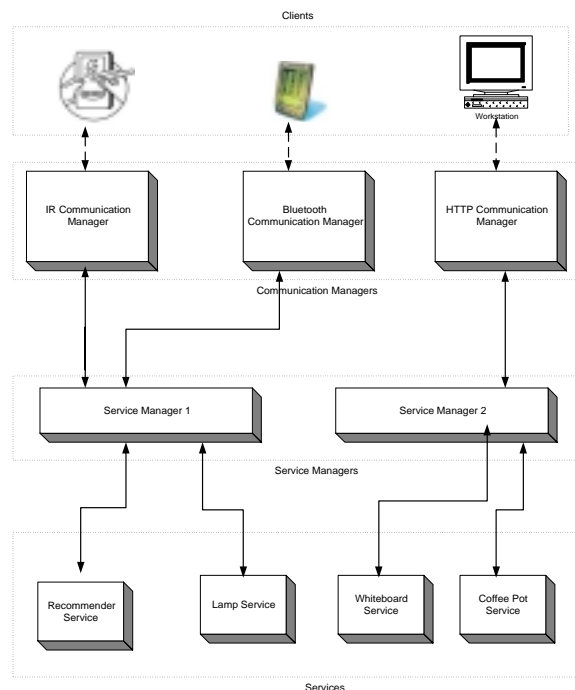 Clients
Workstation
IR Communication
Manager
Bluetooth
Communication Manager
HTTP Communication
Manager
Communication Managers
Service Manager 1
Service Manager 2
Service Managers
Recommender
Service
Lamp Service
Whiteboard
Service
Coffee Pot
Service
Services